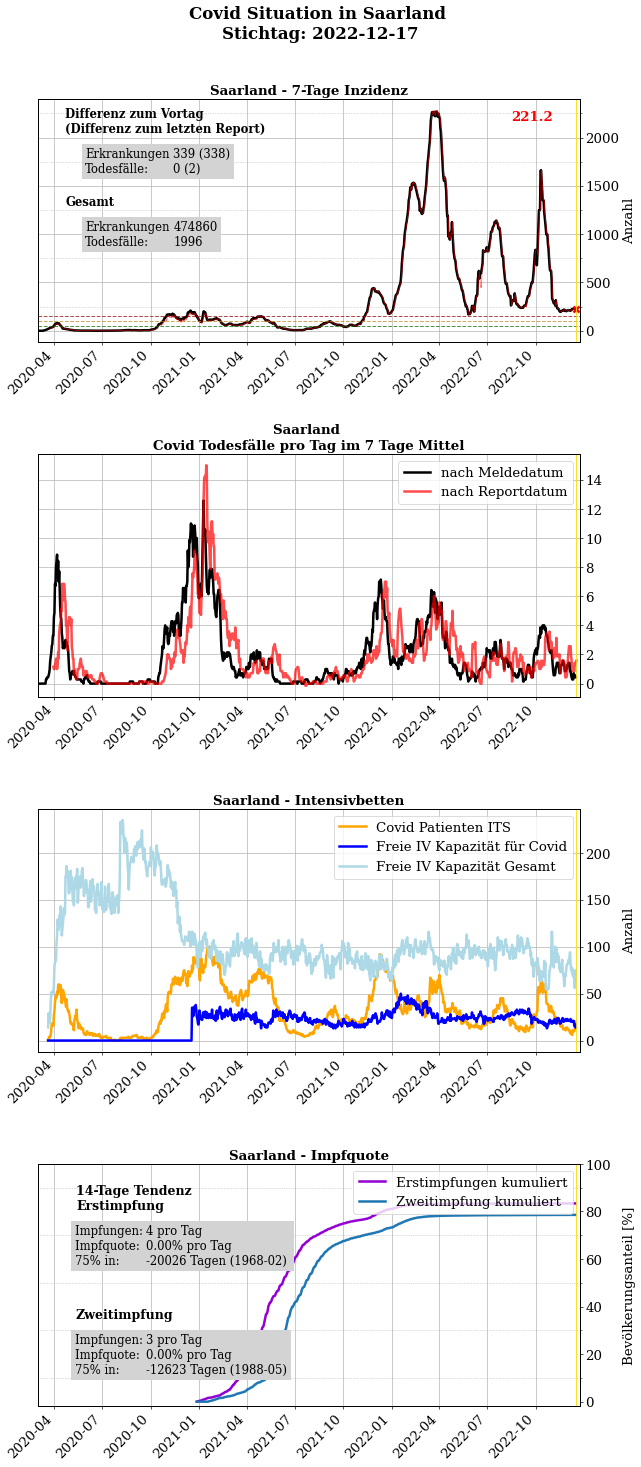 Covid Situation in Saarland
Stichtag: 2022-12-17
Saarland - 7-Tage Inzidenz
Differenz zum Vortag
(Differenz zum letzten Report)
Erkrankungen 339 (338)
Todesfälle: 0 (2)
Gesamt
Erkrankungen 474860
Todesfälle: 1996
221.2
2000
1500
1000
500
0
Anzahl
2020-04
2020-07
2020-10
2021-01
2021-04
2021-07
2021-10
2022-01
2022-04
2022-07
2022-10
Saarland
Covid Todesfälle pro Tag im 7 Tage Mittel
nach Meldedatum
nach Reportdatum
14
12
10
8
6
4
2
0
2020-04
2020-07
2020-10
2021-01
2021-04
2021-07
2021-10
2022-01
2022-04
2022-07
2022-10
Saarland - Intensivbetten
Covid Patienten ITS
Freie IV Kapazität für Covid
Freie IV Kapazität Gesamt
200
150
100
50
0
Anzahl
2020-04
2020-07
2020-10
2021-01
2021-04
2021-07
2021-10
2022-01
2022-04
2022-07
2022-10
Saarland - Impfquote
14-Tage Tendenz
Erstimpfung
Impfungen: 4 pro Tag
Impfquote: 0.00% pro Tag
75% in: -20026 Tagen (1968-02)
Zweitimpfung
Impfungen: 3 pro Tag
Impfquote: 0.00% pro Tag
75% in: -12623 Tagen (1988-05)
Erstimpfungen kumuliert
Zweitimpfung kumuliert
100
80
60
40
20
0
Bevölkerungsanteil [%]
2020-04
2020-07
2020-10
2021-01
2021-04
2021-07
2021-10
2022-01
2022-04
2022-07
2022-10